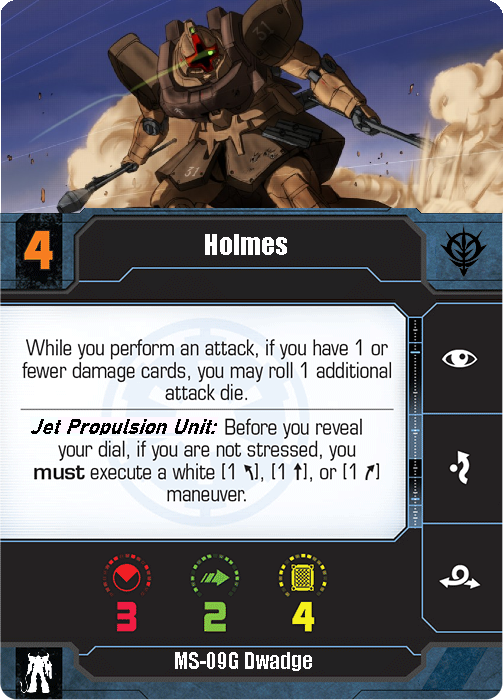 4
Holmes
While you perform an attack, if you have 1 or
fewer damage cards, you may roll 1 additional
attack die.
Jet Propulsion Unit: Before you reveal
your dial, if you are not stressed, you
must execute a white [1 ↰], [1 ↑], or [1 ↱]
maneuver.
3 2 4
MS-09G Dwadge